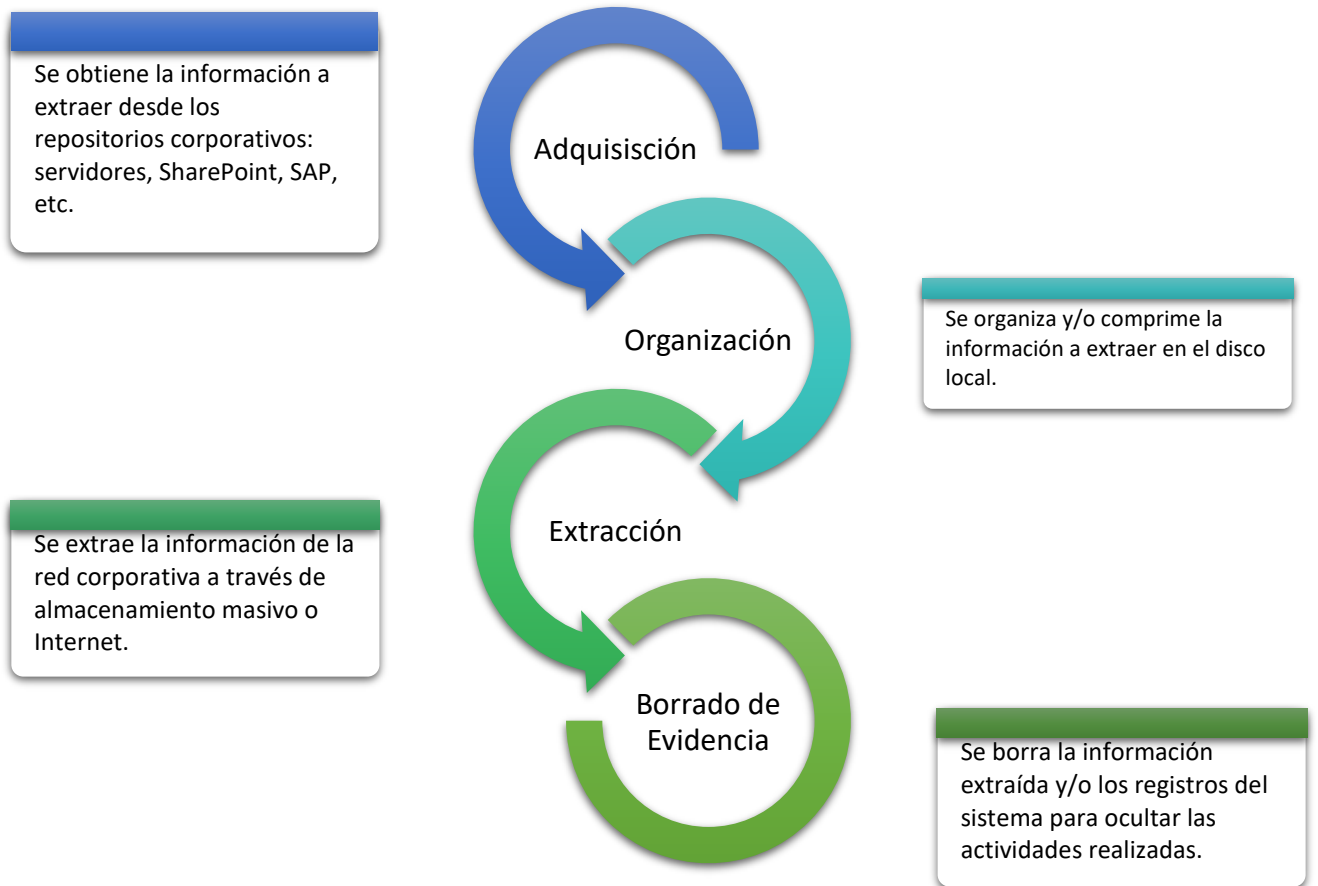 Se obtiene la información a
extraer desde los
repositorios corporativos:
servidores, SharePoint, SAP,
etc.
Adquisisción
Organización
Se organiza y/o comprime la
información a extraer en el disco
local.
Se extrae la información de la
red corporativa a través de
almacenamiento masivo o
Internet.
Extracción
Borrado de
Evidencia
Se borra la información
extraída y/o los registros del
sistema para ocultar las
actividades realizadas.